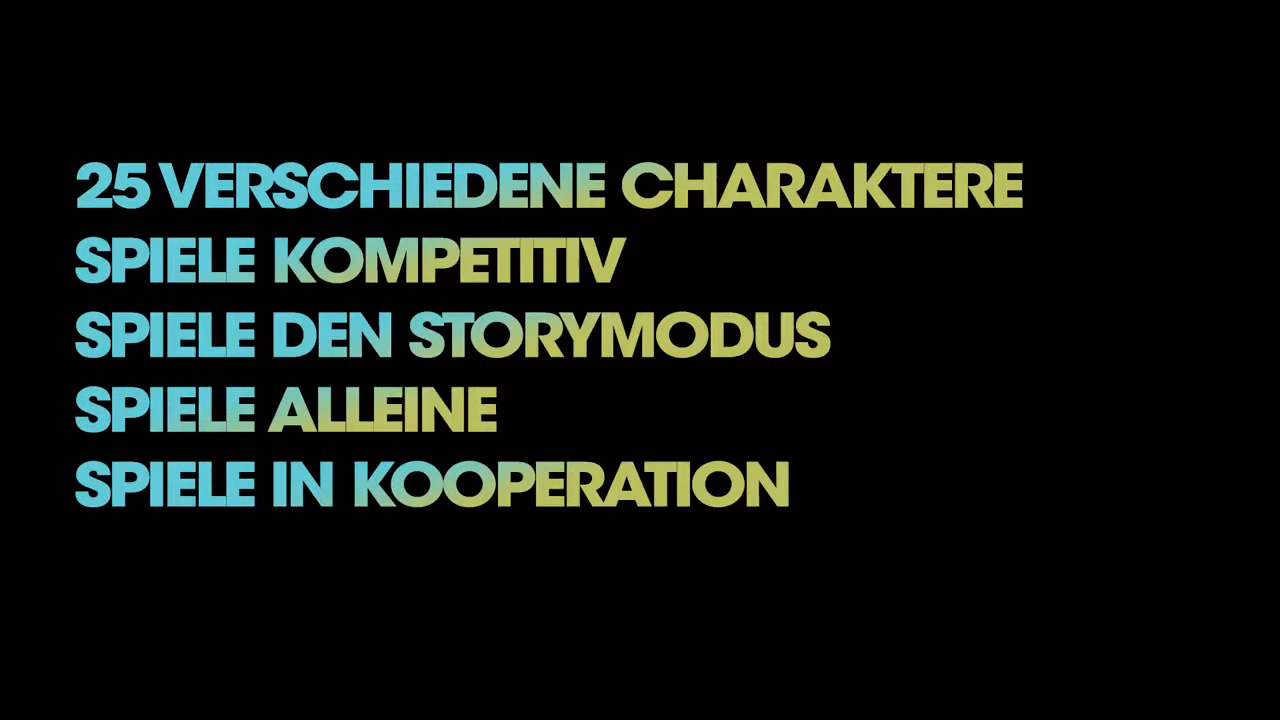 25 VERSCHIEDENE CHARAKTERE
SPIELE KOMPETITIV
SPIELE DEN STORYMODUS
SPIELE ALLEINE
SPIELE IN KOOPERATION